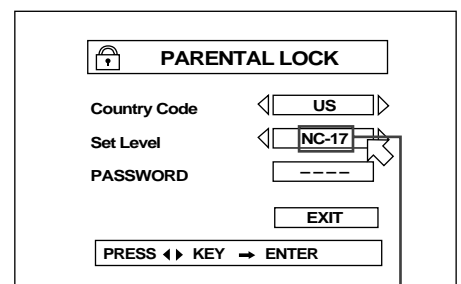 PARENTAL LOCK
Country Code US
Set Level NC-17
PASSWORD – – – –
EXIT
PRESS ◂ ▸ KEY → ENTER